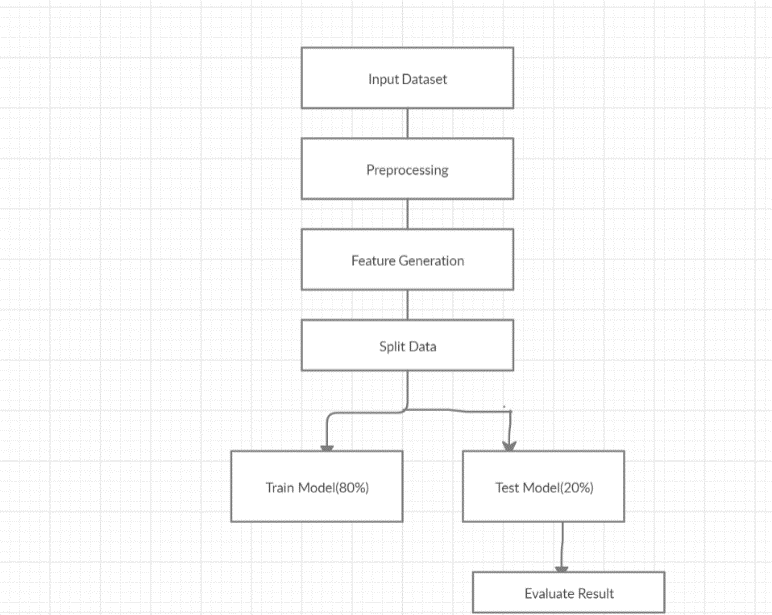 Input Dataset
Preprocessing
Feature Generation
Split Data
Train Model(80%)
Test Model(20%)
Evaluate Result